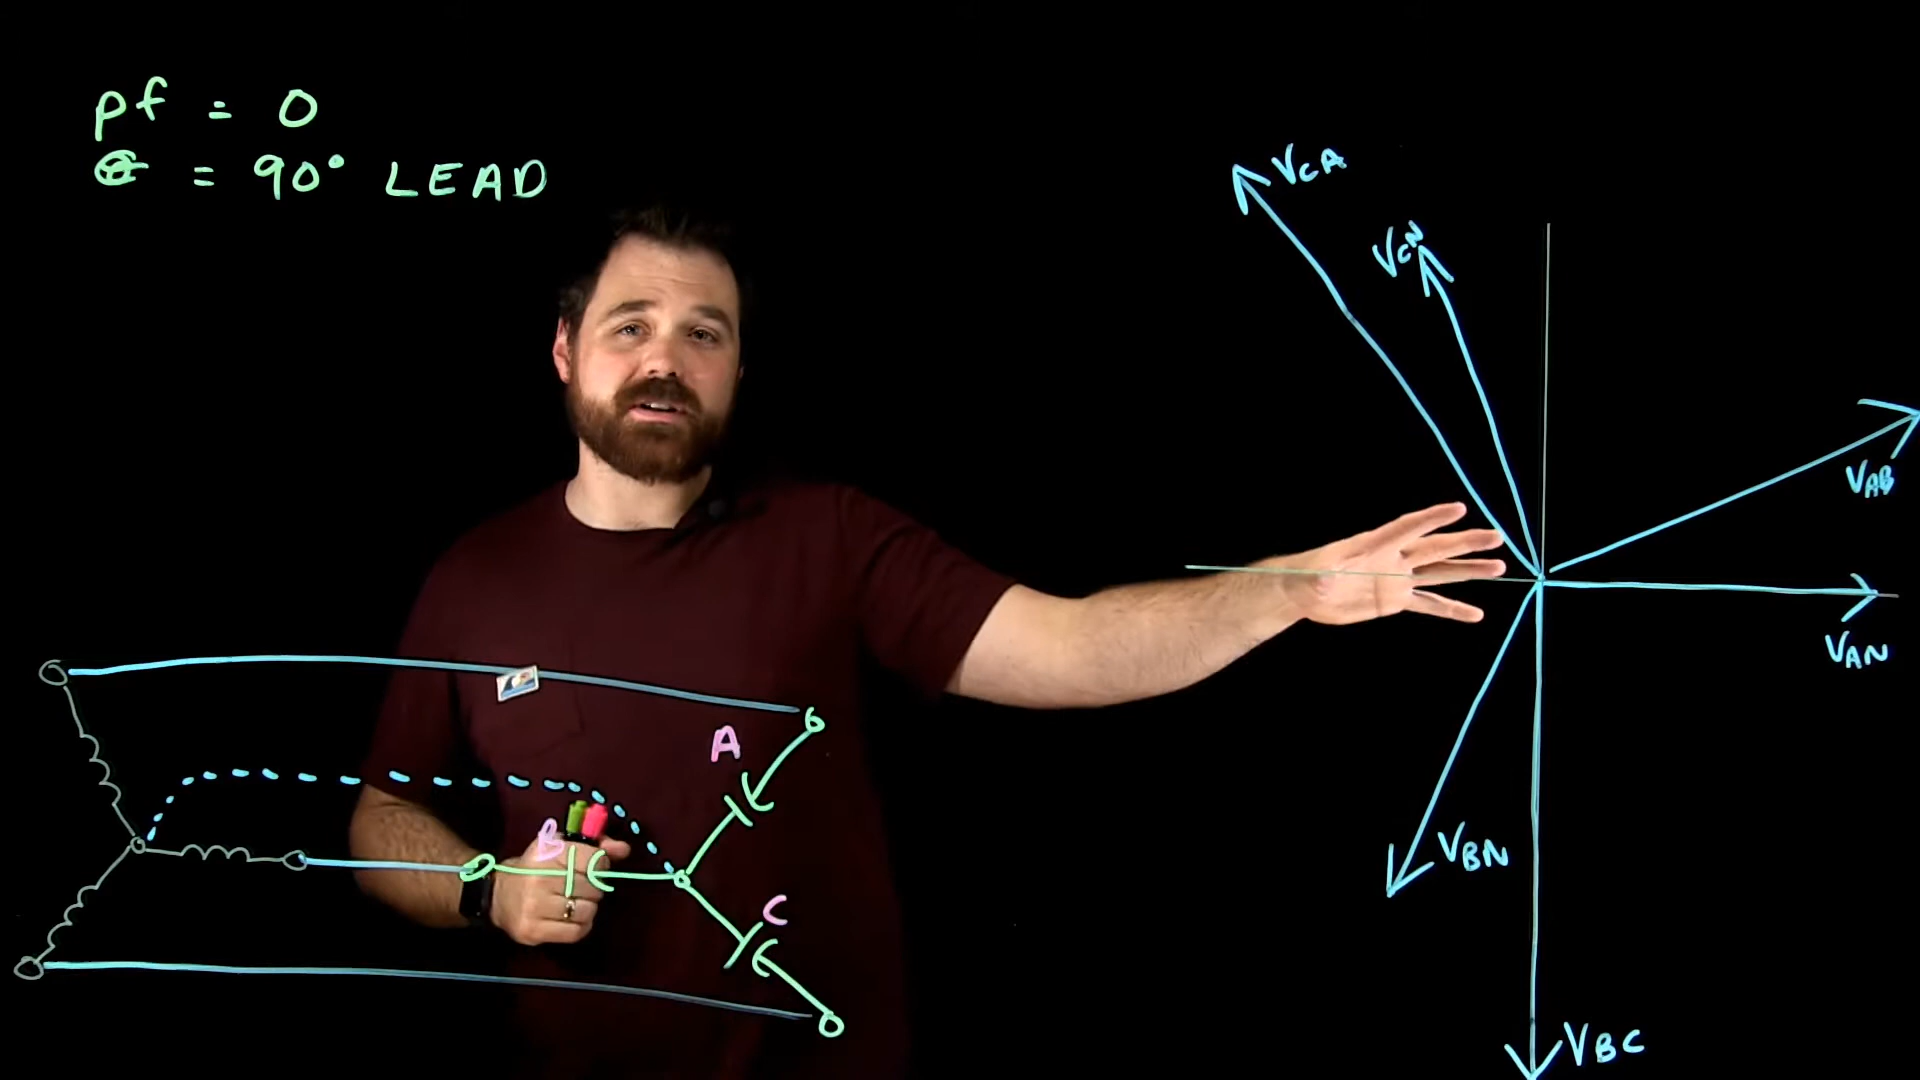 pf = 0
Θ = 90° LEAD
VCA
VCN
VAB
VAN
A
B
VBN
C
VBC